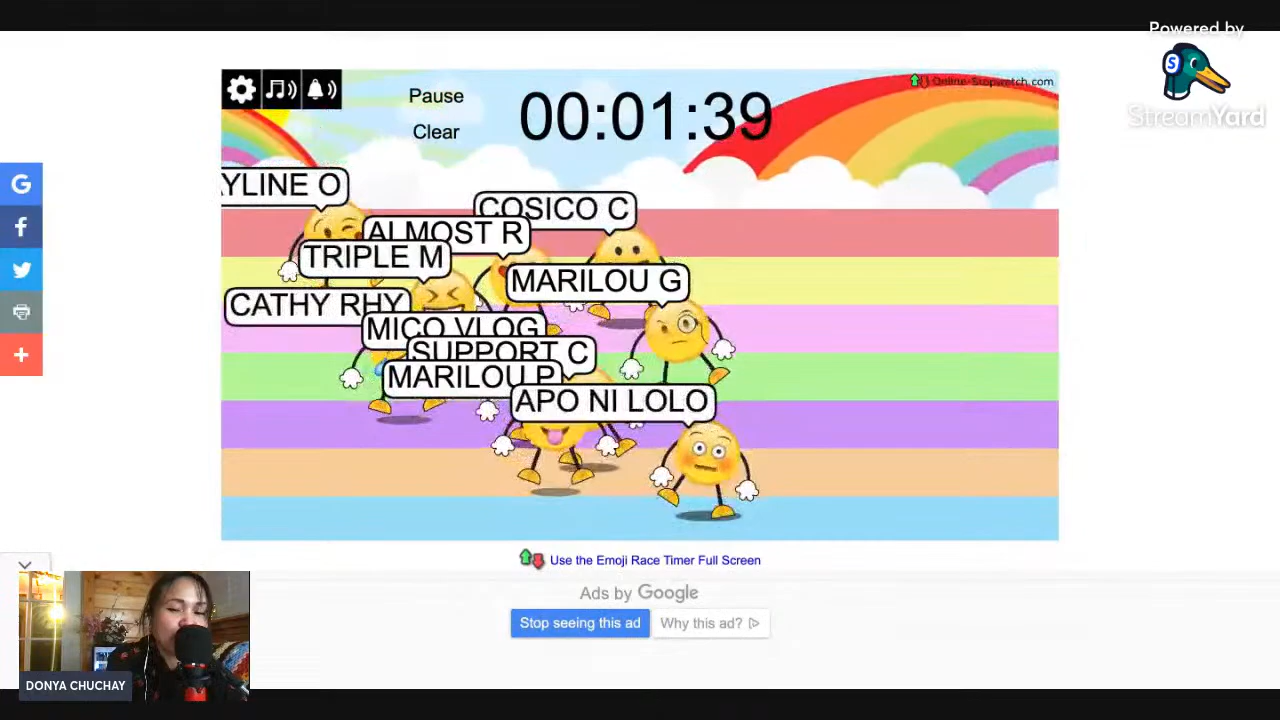 Powered by
StreamYard
Online-Stopwatch.com
Pause
Clear
00:01:39
YLINE O
COSICO C
ALMOST R
TRIPLE M
MARILOU G
CATHY RHY
MICO VLOG
SUPPORT C
MARILOU P
APO NI LOLO
Use the Emoji Race Timer Full Screen
Ads by Google
Stop seeing this ad
Why this ad?
DONYA CHUCHAY